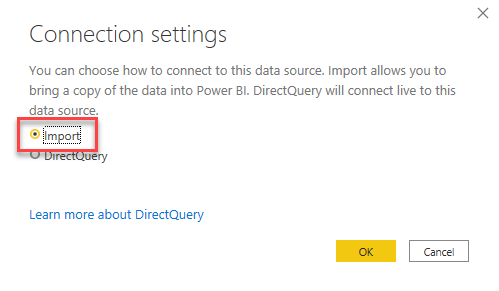 Connection settings
You can choose how to connect to this data source. Import allows you to
bring a copy of the data into Power BI. DirectQuery will connect live to this
data source.
Import
DirectQuery
Learn more about DirectQuery
OK Cancel